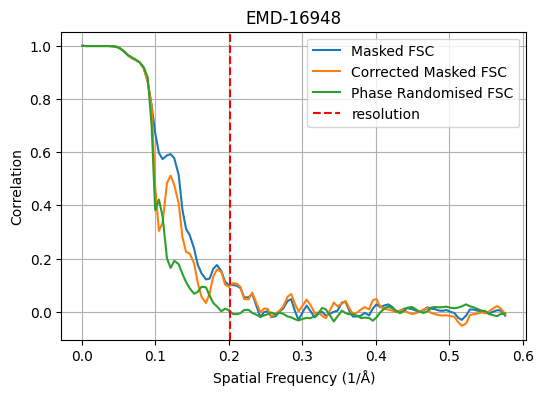 EMD-16948
Masked FSC
Corrected Masked FSC
Phase Randomised FSC
resolution
Correlation
1.0
0.8
0.6
0.4
0.2
0.0
0.0 0.1 0.2 0.3 0.4 0.5 0.6
Spatial Frequency (1/Å)